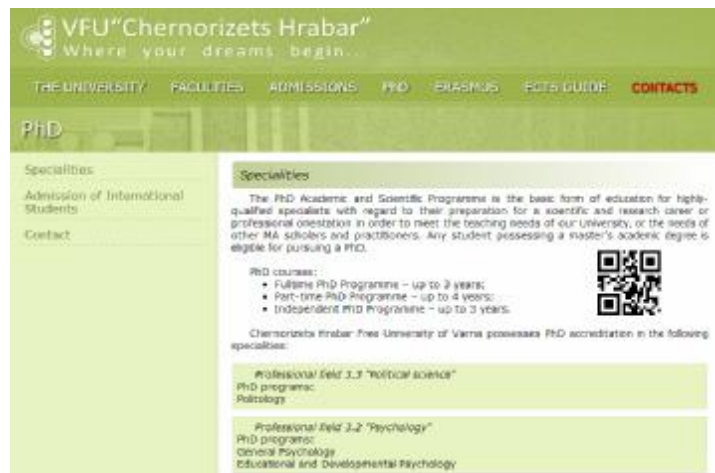 VFU"Chernorizets Hrabar"
Where your dreams begin...
THE UNIVERSITY FACULTIES ADMISSIONS PhD ERASMUS ECTS GUIDE CONTACTS
PhD
Specialities
Admission of International
Students
Contact
Specialities
The PhD Academic and Scientific Programme is the basic form of education for highly-
qualified specialists with regard to their preparation for a scientific and research career or
professional orientation in order to meet the teaching needs of our University, or the needs of
other MA scholars and practitioners. Any student possessing a master's academic degree is
eligible for pursuing a PhD.
PhD courses:
• Fulltime PhD Programme – up to 3 years;
• Part-time PhD Programme – up to 4 years;
• Independent PhD Programme – up to 3 years.
Chernorizets Hrabar Free University of Varna possesses PhD accreditation in the following
specialities:
Professional field 3.3 "Political science"
PhD programs:
Politology
Professional field 3.2 "Psychology"
PhD programs:
General Psychology
Educational and Developmental Psychology